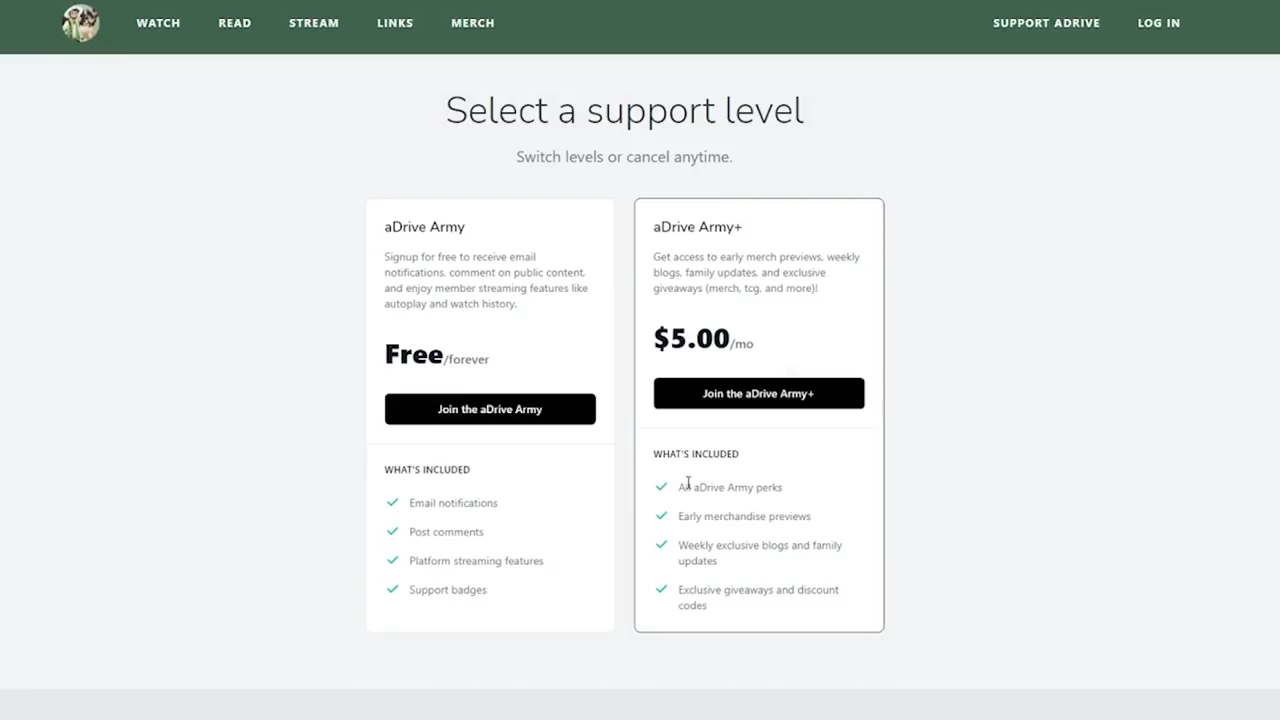 WATCH
READ
STREAM
LINKS
MERCH
SUPPORT ADRIVE
LOG IN
Select a support level
Switch levels or cancel anytime.
aDrive Army
Signup for free to receive email
notifications, comment on public content,
and enjoy member streaming features like
autoplay and watch history.
Free/forever
Join the aDrive Army
WHAT'S INCLUDED
Email notifications
Post comments
Platform streaming features
Support badges
aDrive Army+
Get access to early merch previews, weekly
blogs, family updates, and exclusive
giveaways (merch, tcg, and more)!
$5.00/mo
Join the aDrive Army+
WHAT'S INCLUDED
All aDrive Army perks
Early merchandise previews
Weekly exclusive blogs and family
updates
Exclusive giveaways and discount
codes